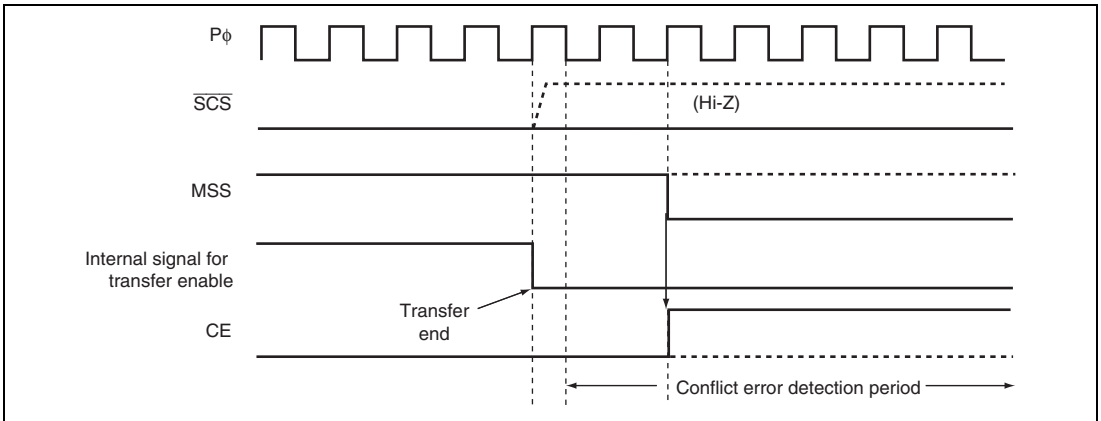 Pϕ
SCS
(Hi-Z)
MSS
Internal signal for
transfer enable
Transfer
end
CE
Conflict error detection period